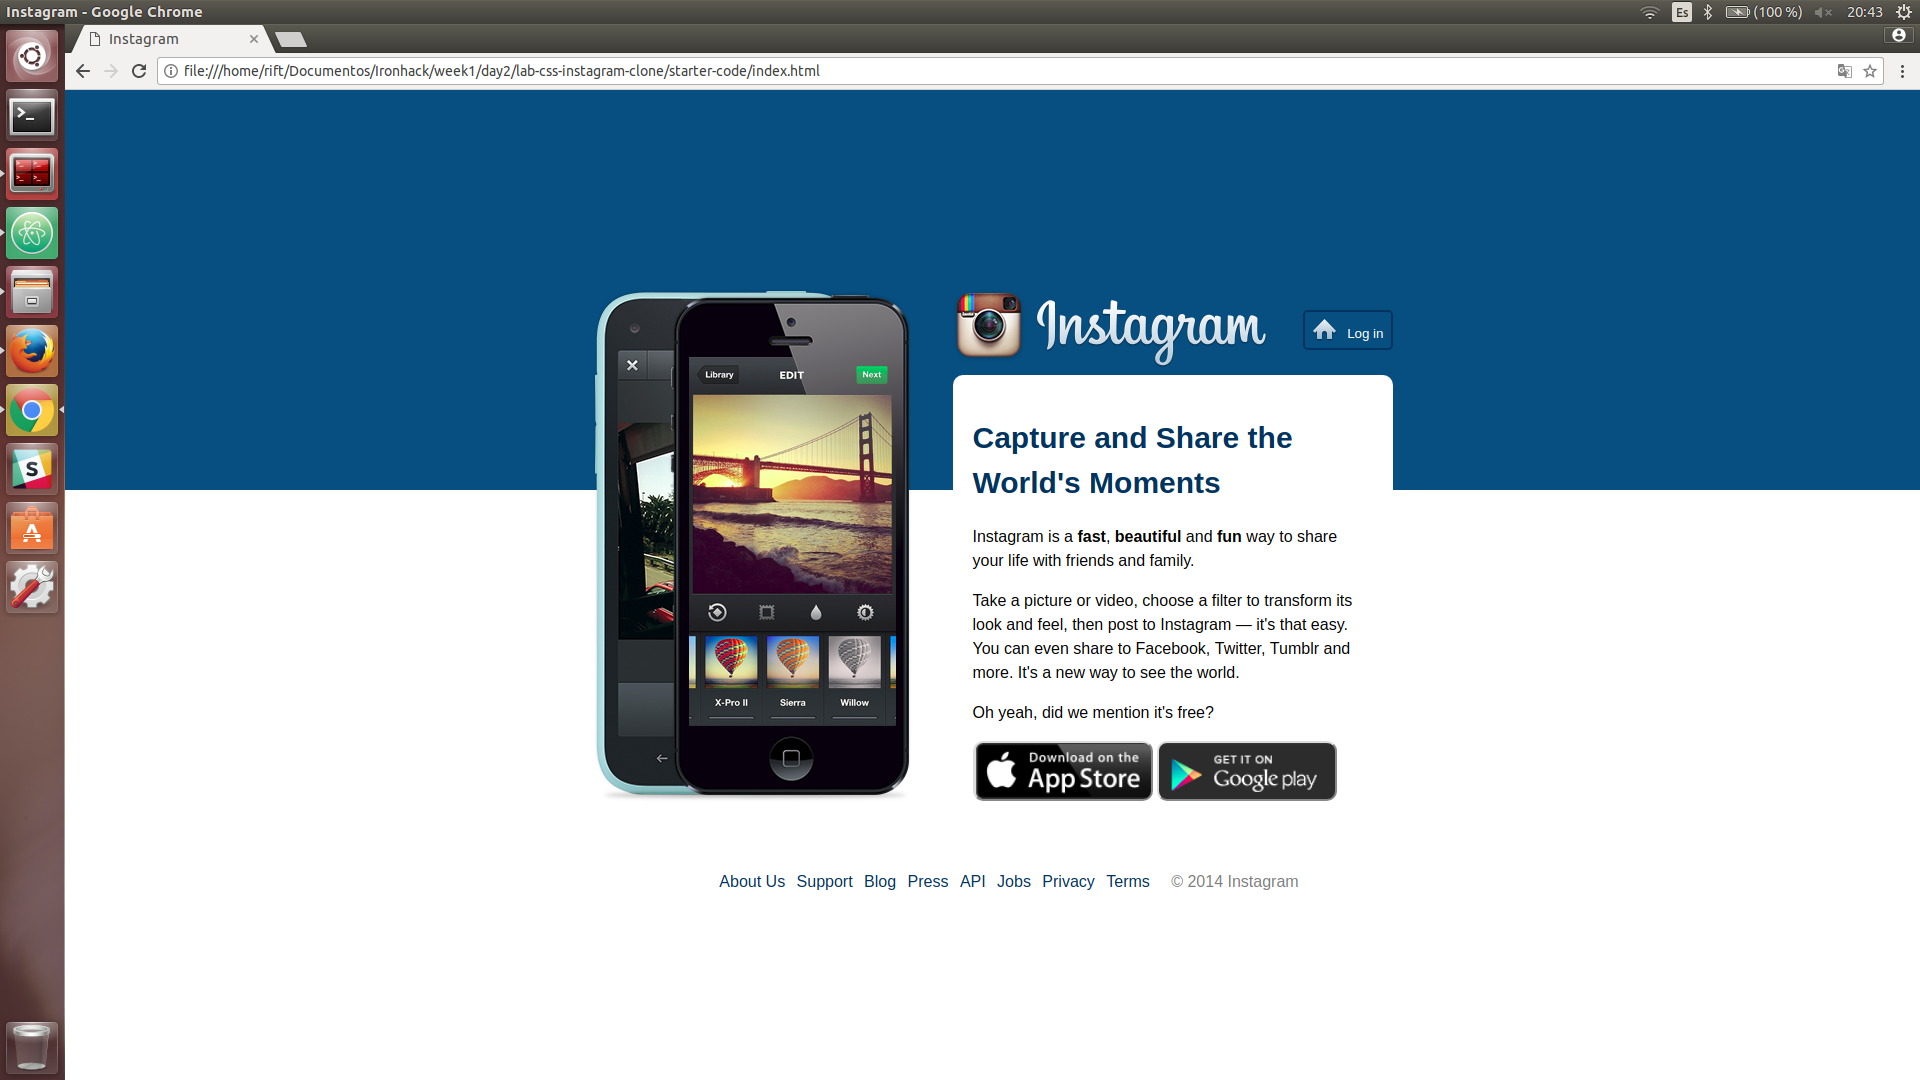 Instagram - Google Chrome
Es
(100 %)
20:43
Instagram
file:///home/rift/Documentos/Ironhack/week1/day2/lab-css-instagram-clone/starter-code/index.html
Instagram
Log in
Library
EDIT
Next
Capture and Share the
World's Moments
Instagram is a fast, beautiful and fun way to share
your life with friends and family.
Take a picture or video, choose a filter to transform its
look and feel, then post to Instagram — it's that easy.
You can even share to Facebook, Twitter, Tumblr and
more. It's a new way to see the world.
X-Pro II
Sierra
Willow
Oh yeah, did we mention it's free?
Download on the
App Store
GET IT ON
Google play
About Us Support Blog Press API Jobs Privacy Terms © 2014 Instagram